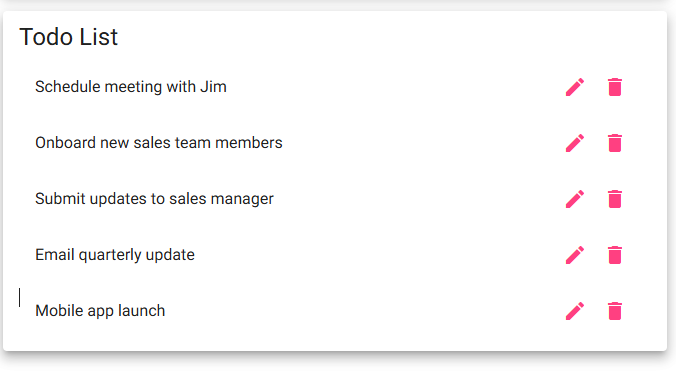 Todo List
Schedule meeting with Jim
Onboard new sales team members
Submit updates to sales manager
Email quarterly update
Mobile app launch